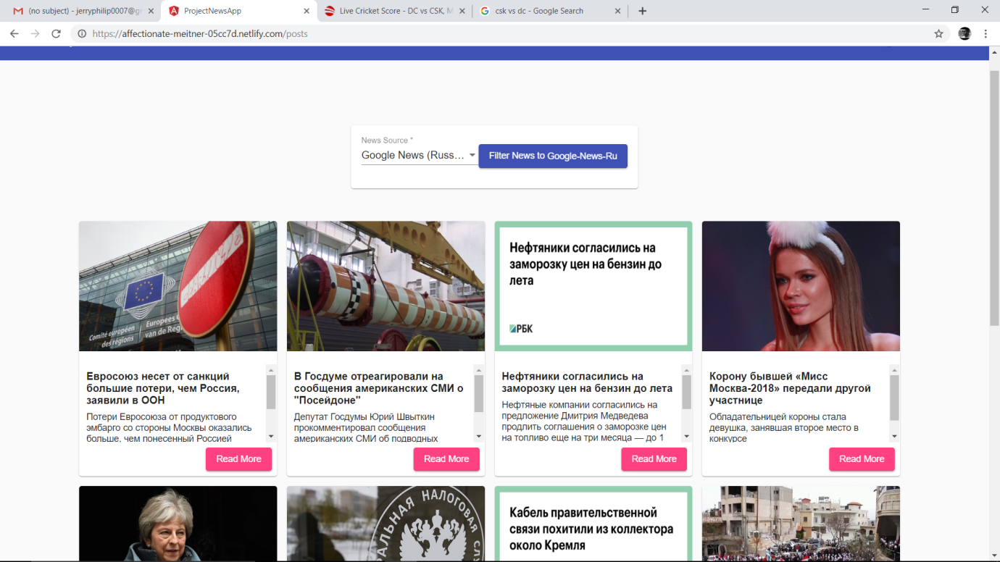 (no subject) - jerryphilip0007@g
ProjectNewsApp
Live Cricket Score - DC vs CSK, M
csk vs dc - Google Search
https://affectionate-meitner-05cc7d.netlify.com/posts
News Source *
Google News (Russ…
Filter News to Google-News-Ru
Comité européen
des régions
Europees
van de Reg
Нефтяники согласились на
заморозку цен на бензин до
лета
РБК
Евросоюз несет от санкций
большие потери, чем Россия,
заявили в ООН
Потери Евросоюза от продуктового
эмбарго со стороны Москвы оказались
больше, чем понесенный Россией
Read More
В Госдуме отреагировали на
сообщения американских СМИ о
"Посейдоне"
Депутат Госдумы Юрий Швыткин
прокомментировал сообщения
американских СМИ об подводных
Read More
Нефтяники согласились на
заморозку цен на бензин до лета
Нефтяные компании согласились на
предложение Дмитрия Медведева
продлить соглашения о заморозке цен
на топливо еще на три месяца — до 1
Read More
Корону бывшей «Мисс
Москва-2018» передали другой
участнице
Обладательницей короны стала
девушка, занявшая второе место в
конкурсе
Read More
РАЛЬНАЯ НАЛОГОВАЯ СЛ
Кабель правительственной
связи похитили из коллектора
около Кремля